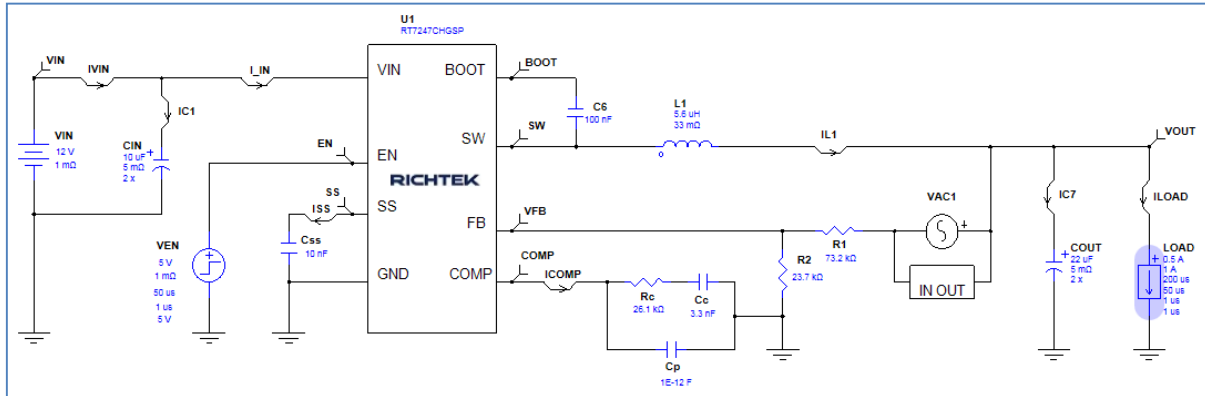 U1
RT7247CHGSP
VIN
IVIN
I_IN
VIN
BOOT
BOOT
IC1
C6
100 nF
L1
5.6 uH
33 mΩ
SW
SW
IL1
VOUT
VIN
12 V
1 mΩ
CIN
10 uF
5 mΩ
2 x
EN
EN
RICHTEK
SS
ISS
SS
FB
VFB
VAC1
IC7
ILOAD
R1
73.2 kΩ
VEN
5 V
1 mΩ
50 us
1 us
5 V
Css
10 nF
GND
COMP
COMP
ICOMP
R2
23.7 kΩ
IN OUT
COUT
22 uF
5 mΩ
2 x
LOAD
0.5 A
1 A
200 us
50 us
1 us
1 us
Rc
26.1 kΩ
Cc
3.3 nF
Cp
1E-12 F